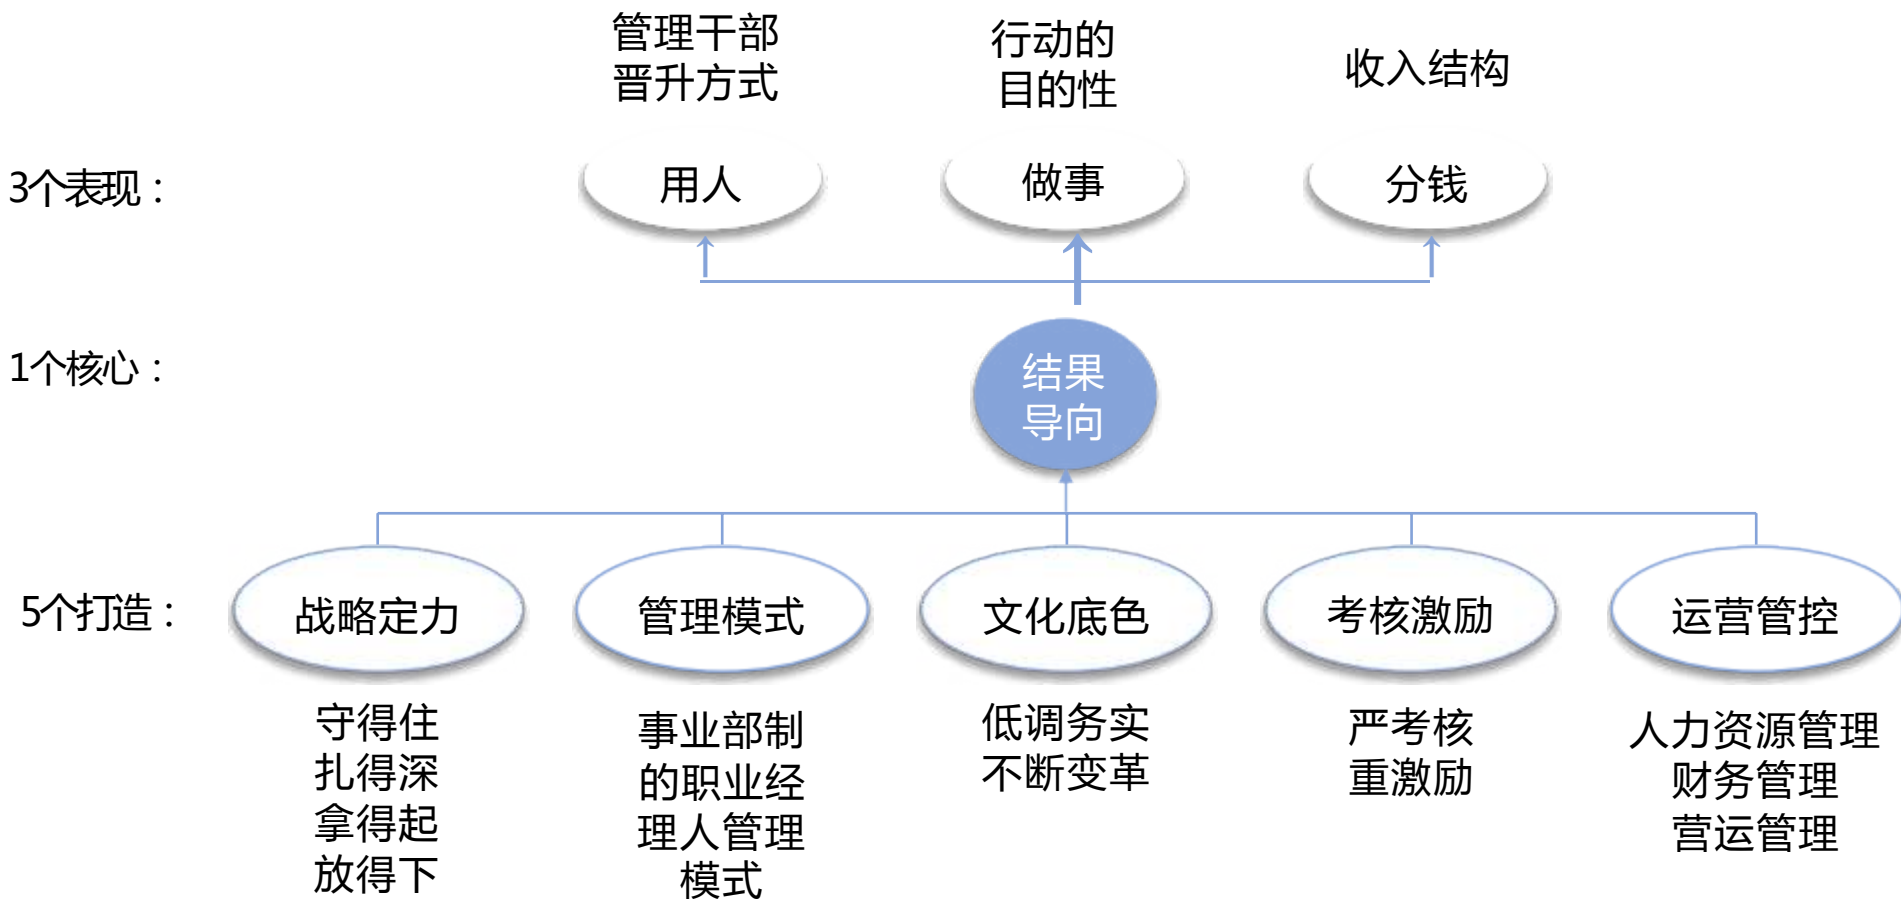 管理干部
晋升方式
行动的
目的性
收入结构
3个表现：
用人
做事
分钱
1个核心：
结果
导向
5个打造：
战略定力
管理模式
文化底色
考核激励
运营管控
守得住
扎得深
拿得起
放得下
事业部制
的职业经
理人管理
模式
低调务实
不断变革
严考核
重激励
人力资源管理
财务管理
营运管理